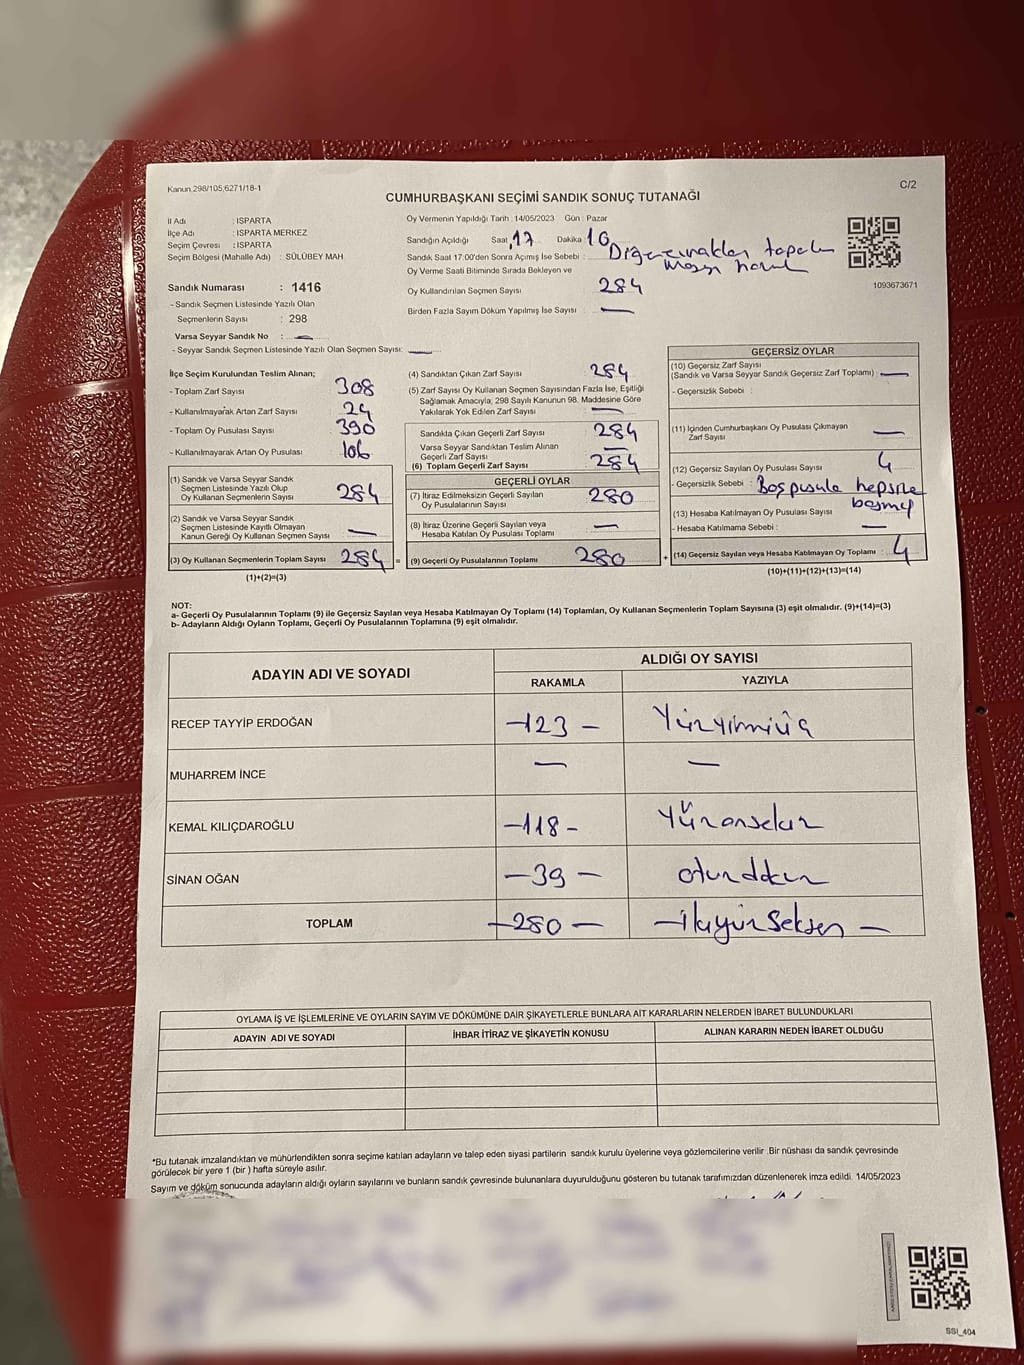 Kanun 298/105,6271/18-1
C/2
CUMHURBAŞKANI SEÇİMİ SANDIK SONUÇ TUTANAĞI
İl Adı : ISPARTA
İlçe Adı : ISPARTA MERKEZ
Seçim Çevresi : ISPARTA
Seçim Bölgesi (Mahalle Adı) : SÜLÜBEY MAH
Sandık Numarası : 1416
- Sandık Seçmen Listesinde Yazılı Olan
Seçmenlerin Sayısı : 298
Varsa Seyyar Sandık No : —
- Seyyar Sandık Seçmen Listesinde Yazılı Olan Seçmen Sayısı: —
Oy Vermenin Yapıldığı Tarih : 14/05/2023 Gün : Pazar
Sandığın Açıldığı Saat 17 Dakika 10
Sandık Saat 17:00'den Sonra Açımış İse Sebebi :
Oy Verme Saati Bitiminde Sırada Bekleyen ve
Oy Kullandırılan Seçmen Sayısı 284
Birden Fazla Sayım Döküm Yapılmış İse Sayısı —
1093673671
İlçe Seçim Kurulundan Teslim Alınan;
- Toplam Zarf Sayısı 308
- Kullanılmayarak Artan Zarf Sayısı 24
- Toplam Oy Pusulası Sayısı 390
- Kullanılmayarak Artan Oy Pusulası 106
(1) Sandık ve Varsa Seyyar Sandık
Seçmen Listesinde Yazılı Olup
Oy Kullanan Seçmenlerin Sayısı 284
(2) Sandık ve Varsa Seyyar Sandık
Seçmen Listesinde Kayıtlı Olmayan
Kanun Gereği Oy Kullanan Seçmen Sayısı —
(3) Oy Kullanan Seçmenlerin Toplam Sayısı 284 =
(1)+(2)=(3)
(4) Sandıktan Çıkan Zarf Sayısı 284
(5) Zarf Sayısı Oy Kullanan Seçmen Sayısından Fazla İse, Eşitliği
Sağlamak Amacıyla; 298 Sayılı Kanunun 98. Maddesine Göre
Yakılarak Yok Edilen Zarf Sayısı —
Sandıkta Çıkan Geçerli Zarf Sayısı 284
Varsa Seyyar Sandıktan Teslim Alınan
Geçerli Zarf Sayısı —
(6) Toplam Geçerli Zarf Sayısı 284
GEÇERLİ OYLAR
(7) İtiraz Edilmeksizin Geçerli Sayılan
Oy Pusulalarının Sayısı 280
(8) İtiraz Üzerine Geçerli Sayılan veya
Hesaba Katılan Oy Pusulası Toplamı —
(9) Geçerli Oy Pusulalarının Toplamı 280 +
GEÇERSİZ OYLAR
(10) Geçersiz Zarf Sayısı
(Sandık ve Varsa Seyyar Sandık Geçersiz Zarf Toplamı) —
- Geçersizlik Sebebi :
(11) İçinden Cumhurbaşkanı Oy Pusulası Çıkmayan
Zarf Sayısı —
(12) Geçersiz Sayılan Oy Pusulası Sayısı 4
- Geçersizlik Sebebi : Boş pusula hepsine
basmış
(13) Hesaba Katılmayan Oy Pusulası Sayısı
- Hesaba Katılmama Sebebi : —
(14) Geçersiz Sayılan veya Hesaba Katılmayan Oy Toplamı : 4
(10)+(11)+(12)+(13)=(14)
NOT:
a- Geçerli Oy Pusulalarının Toplamı (9) ile Geçersiz Sayılan veya Hesaba Katılmayan Oy Toplamı (14) Toplamları, Oy Kullanan Seçmenlerin Toplam Sayısına (3) eşit olmalıdır. (9)+(14)=(3)
b- Adayların Aldığı Oyların Toplamı, Geçerli Oy Pusulalarının Toplamına (9) eşit olmalıdır.
ADAYIN ADI VE SOYADI
ALDIĞI OY SAYISI
RAKAMLA YAZIYLA
RECEP TAYYİP ERDOĞAN -123- Yüzyirmiüç
MUHARREM İNCE — —
KEMAL KILIÇDAROĞLU -118- Yüzonsekiz
SİNAN OĞAN -39- otuzdokuz
TOPLAM -280- -ikiyüzseksen-
OYLAMA İŞ VE İŞLEMLERİNE VE OYLARIN SAYIM VE DÖKÜMÜNE DAİR ŞİKAYETLERLE BUNLARA AİT KARARLARIN NELERDEN İBARET BULUNDUKLARI
ADAYIN ADI VE SOYADI İHBAR İTİRAZ VE ŞİKAYETİN KONUSU ALINAN KARARIN NEDEN İBARET OLDUĞU
*Bu tutanak imzalandıktan ve mühürlendikten sonra seçime katılan adayların ve talep eden siyasi partilerin sandık kurulu üyelerine veya gözlemcilerine verilir .Bir nüshası da sandık çevresinde
görülecek bir yere 1 (bir ) hafta süreyle asılır.
Sayım ve döküm sonucunda adayların aldığı oyların sayılarını ve bunların sandık çevresinde bulunanlara duyurulduğunu gösteren bu tutanak tarafımızdan düzenlenerek imza edildi. 14/05/2023
SSI_404